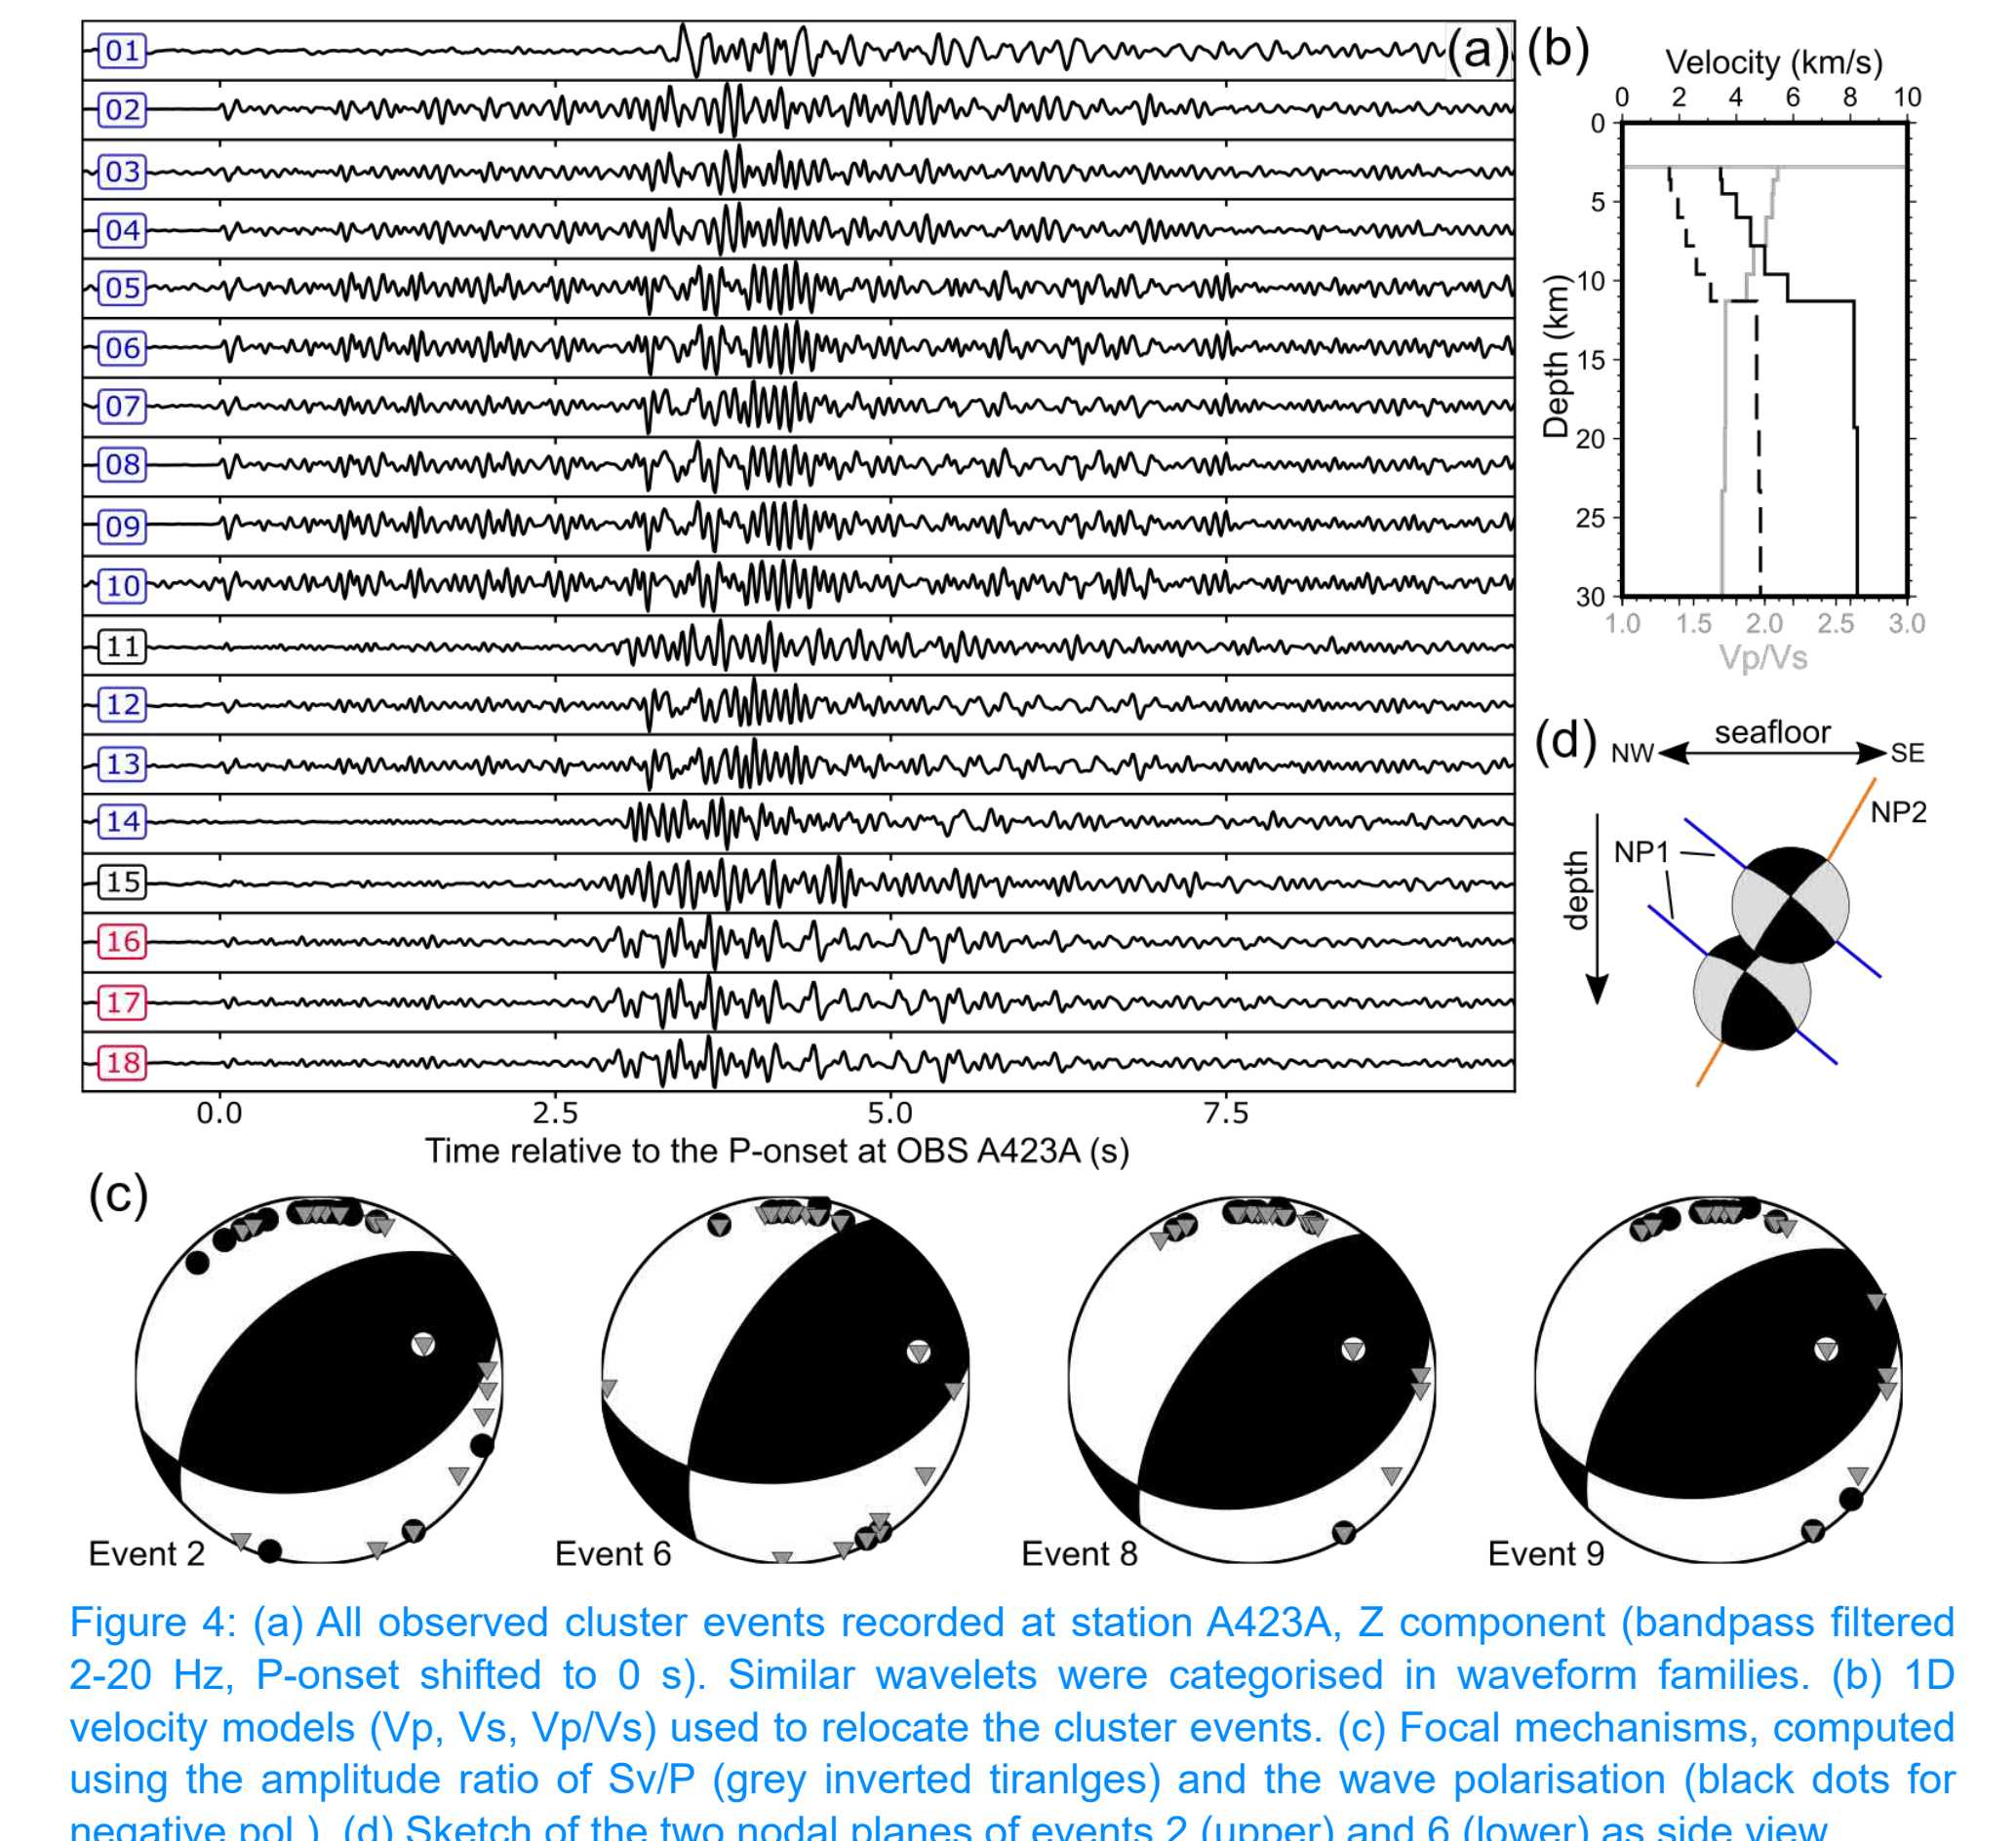 01
02
03
04
05
06
07
08
09
10
11
12
13
14
15
16
17
18
(a)
0.0 2.5 5.0 7.5
Time relative to the P-onset at OBS A423A (s)
(b)
Velocity (km/s)
0 2 4 6 8 10
0
5
10
15
20
25
30
Depth (km)
1.0 1.5 2.0 2.5 3.0
Vp/Vs
(d)
seafloor
NW SE
NP2
NP1
depth
(c)
Event 2 Event 6 Event 8 Event 9
Figure 4: (a) All observed cluster events recorded at station A423A, Z component (bandpass filtered
2-20 Hz, P-onset shifted to 0 s). Similar wavelets were categorised in waveform families. (b) 1D
velocity models (Vp, Vs, Vp/Vs) used to relocate the cluster events. (c) Focal mechanisms, computed
using the amplitude ratio of Sv/P (grey inverted tiranlges) and the wave polarisation (black dots for
negative pol.). (d) Sketch of the two nodal planes of events 2 (upper) and 6 (lower) as side view